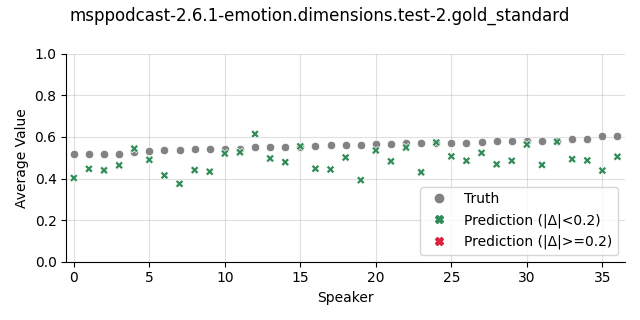 msppodcast-2.6.1-emotion.dimensions.test-2.gold_standard
1.0
0.8
0.6
0.4
0.2
0.0
Average Value
0 5 10 15 20 25 30 35
Speaker
Truth
Prediction (|Δ|<0.2)
Prediction (|Δ|>=0.2)